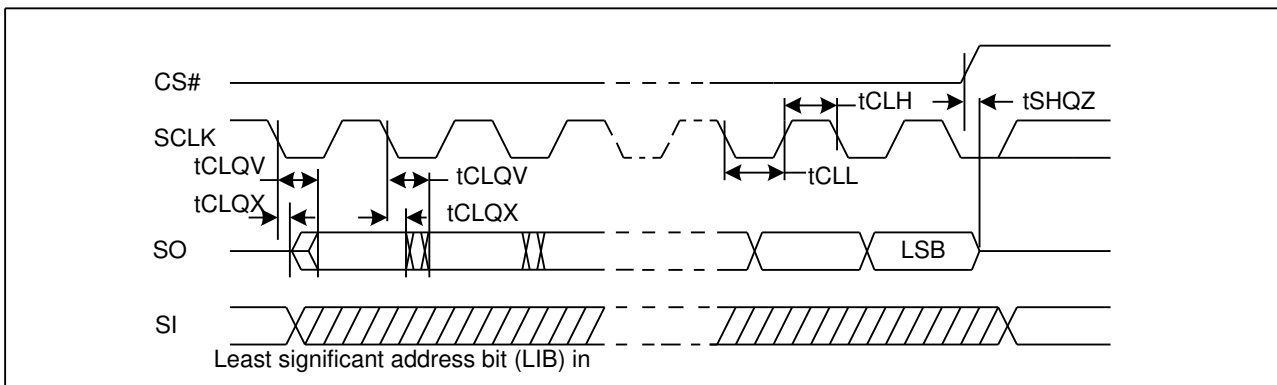 CS#
tCLH
tSHQZ
SCLK
tCLQV
tCLQV
tCLL
tCLQX
tCLQX
SO
LSB
SI
Least significant address bit (LIB) in